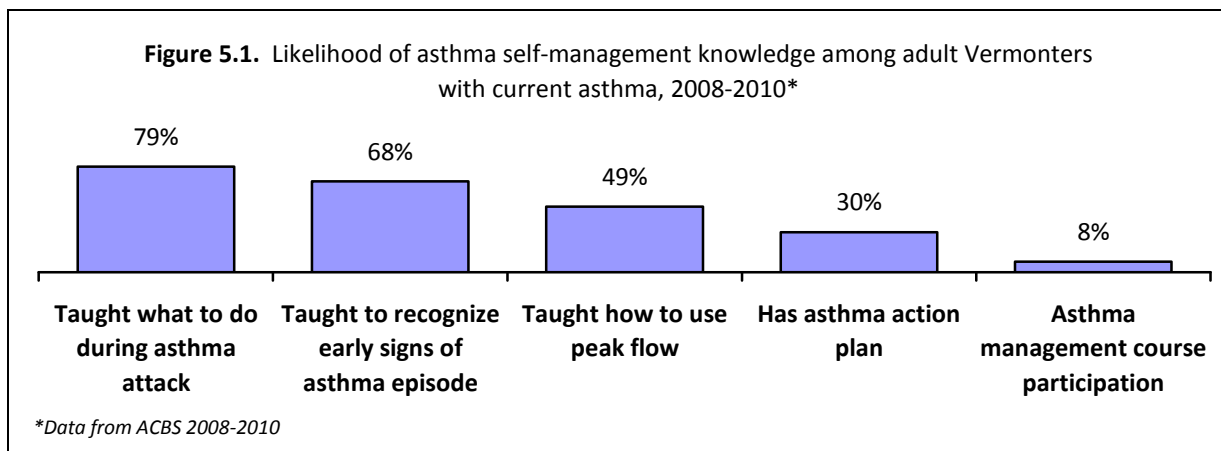 Figure 5.1. Likelihood of asthma self-management knowledge among adult Vermonters
with current asthma, 2008-2010*
79%
68%
49%
30%
8%
Taught what to do
during asthma
attack
Taught to recognize
early signs of
asthma episode
Taught how to use
peak flow
Has asthma action
plan
Asthma
management course
participation
*Data from ACBS 2008-2010